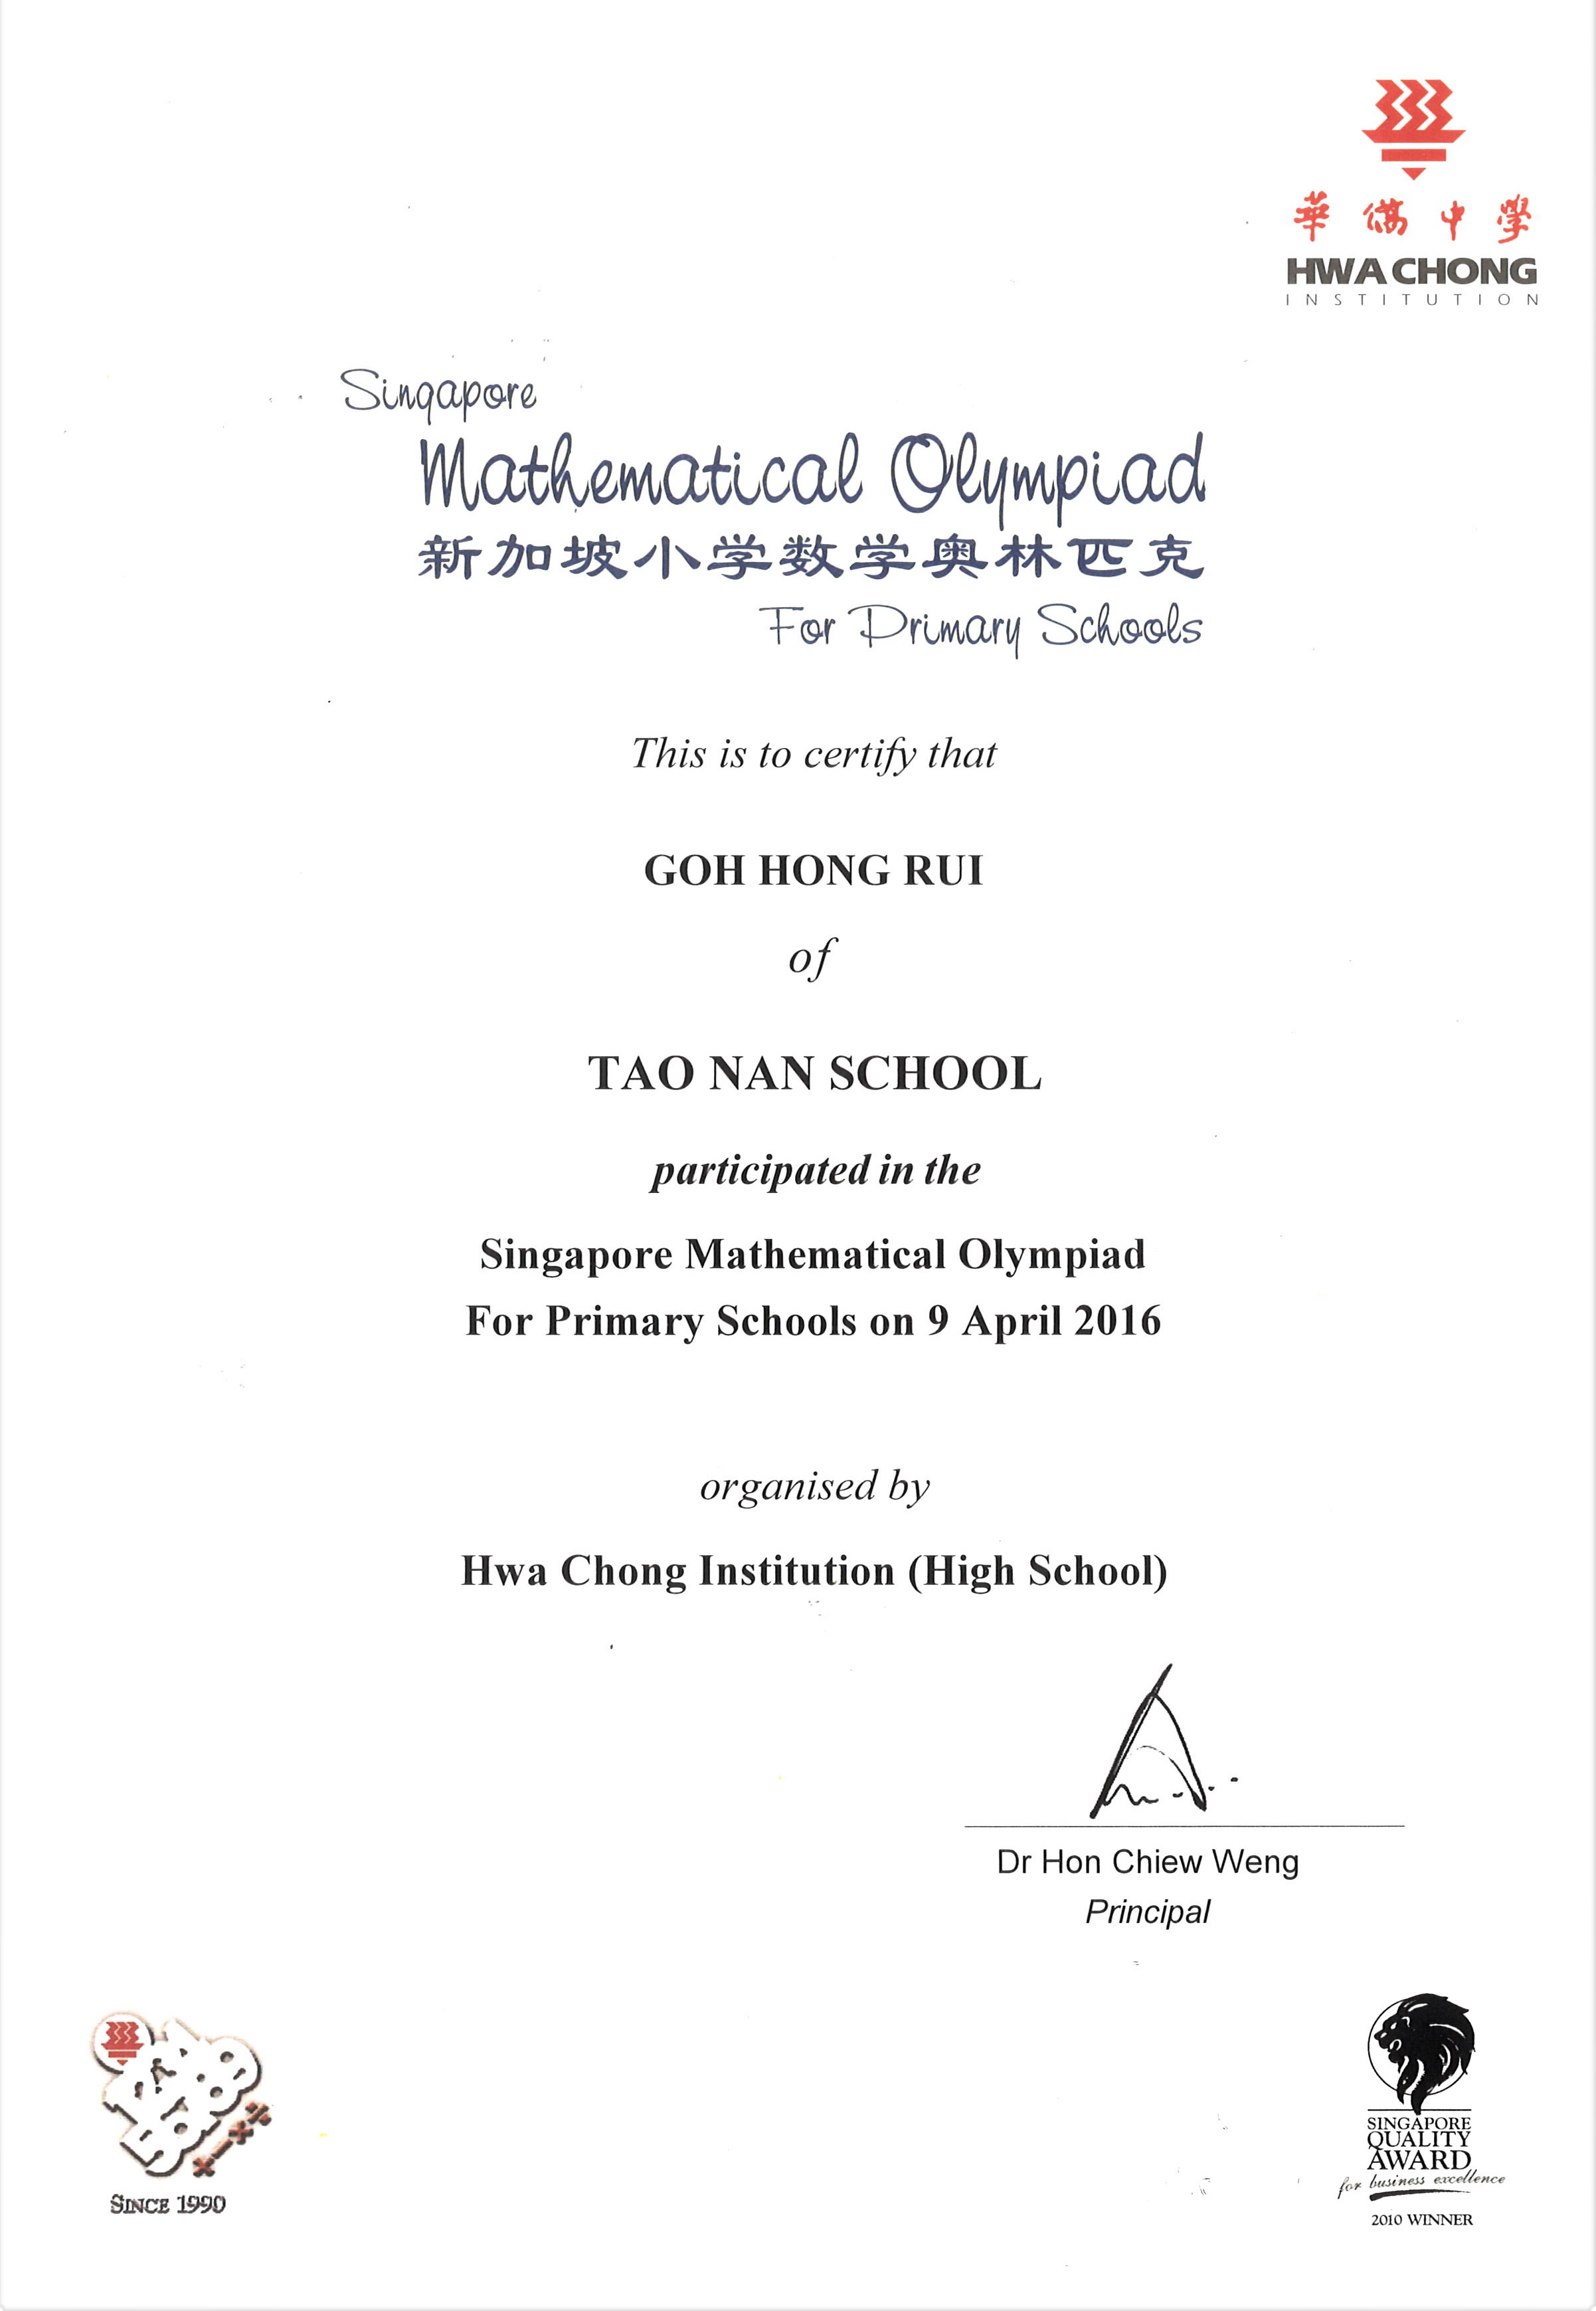 華僑中學
HWA CHONG
INSTITUTION
Singapore
Mathematical Olympiad
新加坡小学数学奥林匹克
For Primary Schools
This is to certify that
GOH HONG RUI
of
TAO NAN SCHOOL
participated in the
Singapore Mathematical Olympiad
For Primary Schools on 9 April 2016
organised by
Hwa Chong Institution (High School)
Dr Hon Chiew Weng
Principal
SINCE 1990
SINGAPORE
QUALITY
AWARD
for business excellence
2010 WINNER